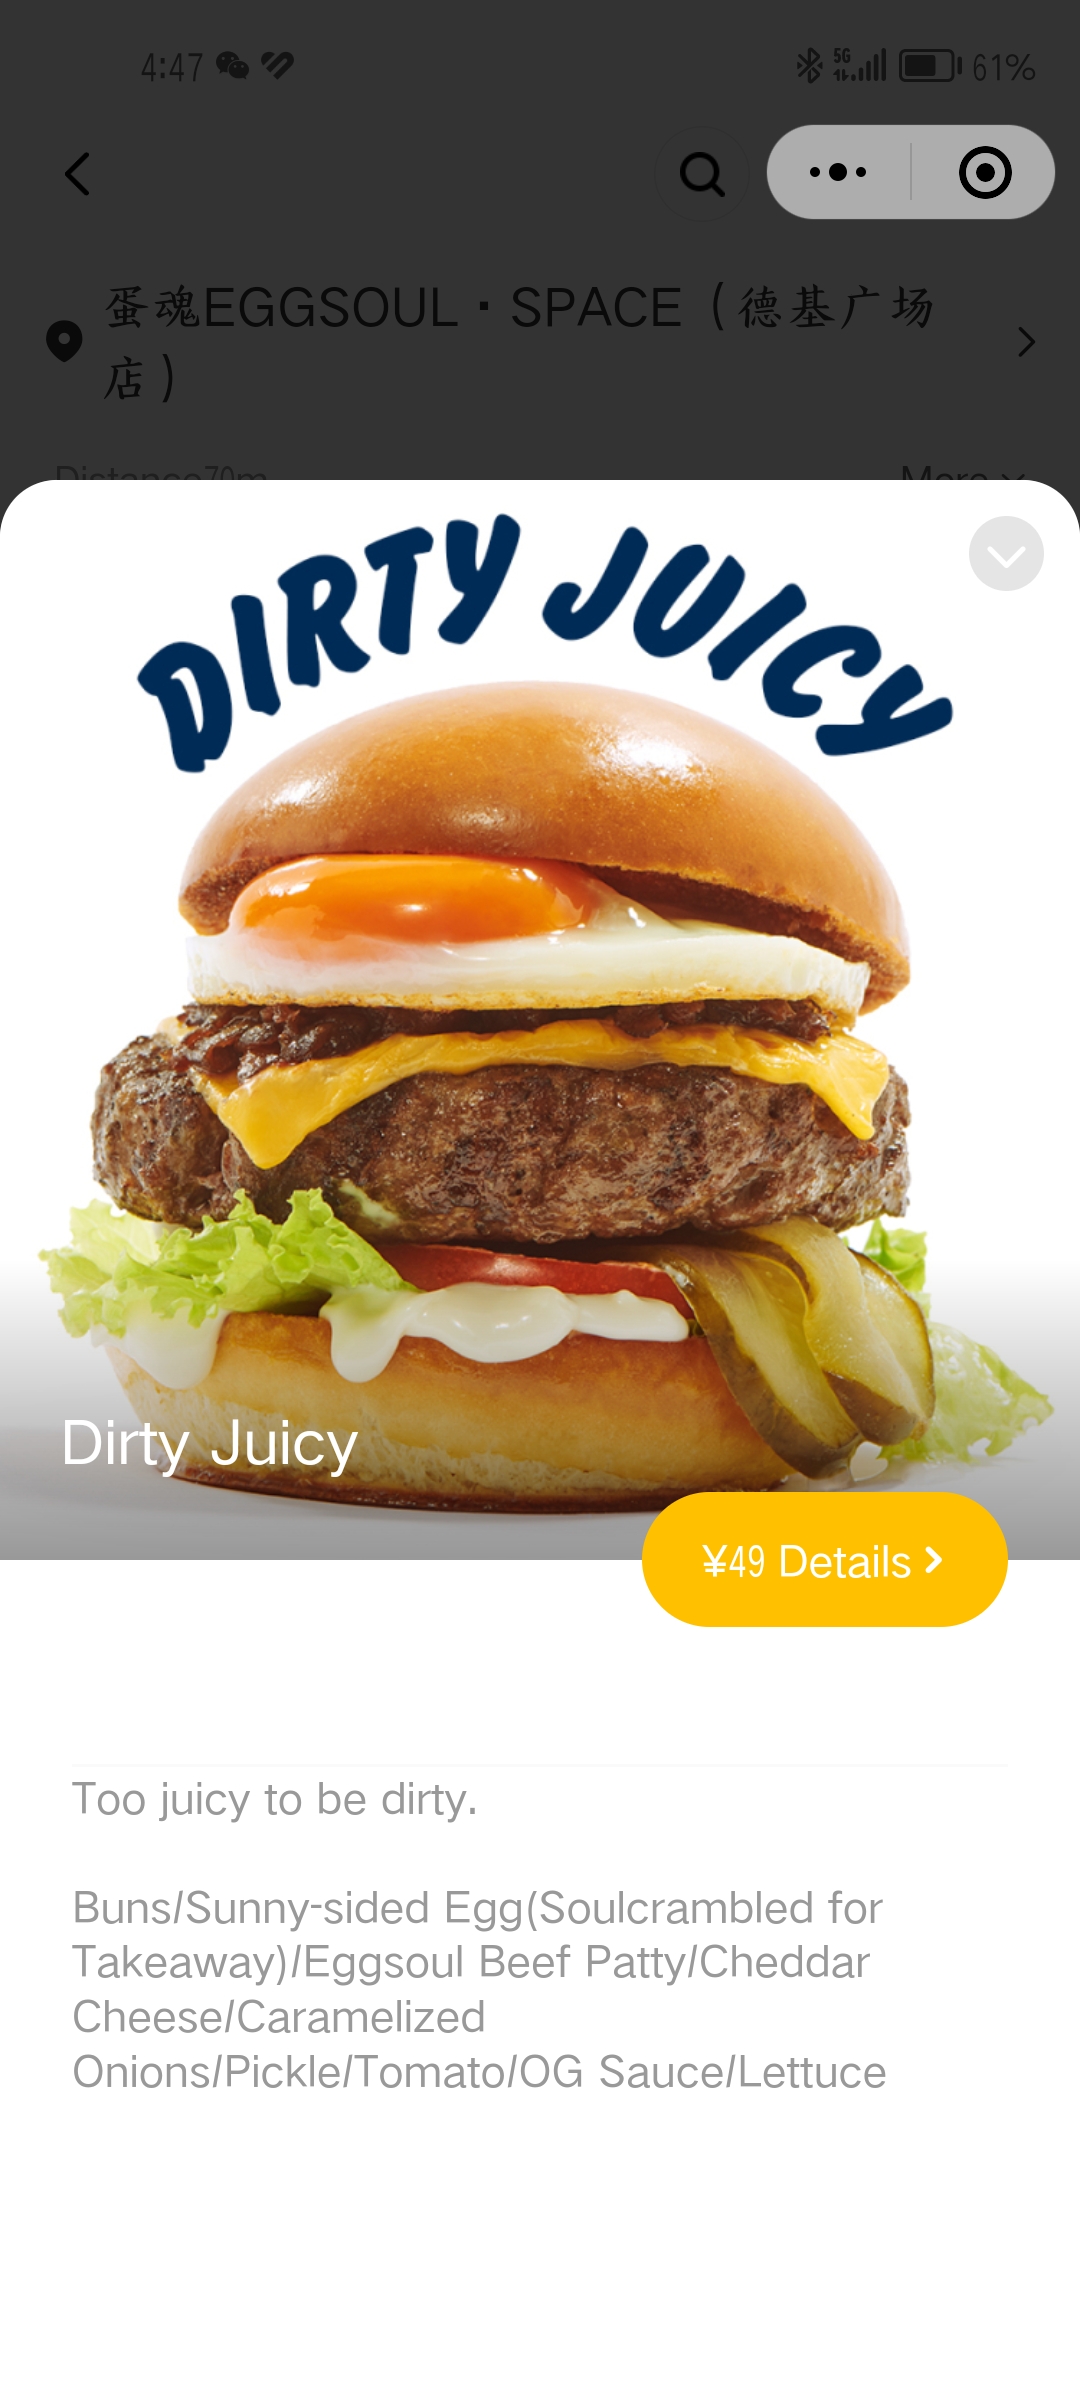 4:47 5G 61%
蛋魂EGGSOUL · SPACE（德基广场
店）
Distance70m More
DIRTY JUICY
Dirty Juicy
¥49 Details
Too juicy to be dirty.
Buns/Sunny-sided Egg(Soulcrambled for
Takeaway)/Eggsoul Beef Patty/Cheddar
Cheese/Caramelized
Onions/Pickle/Tomato/OG Sauce/Lettuce